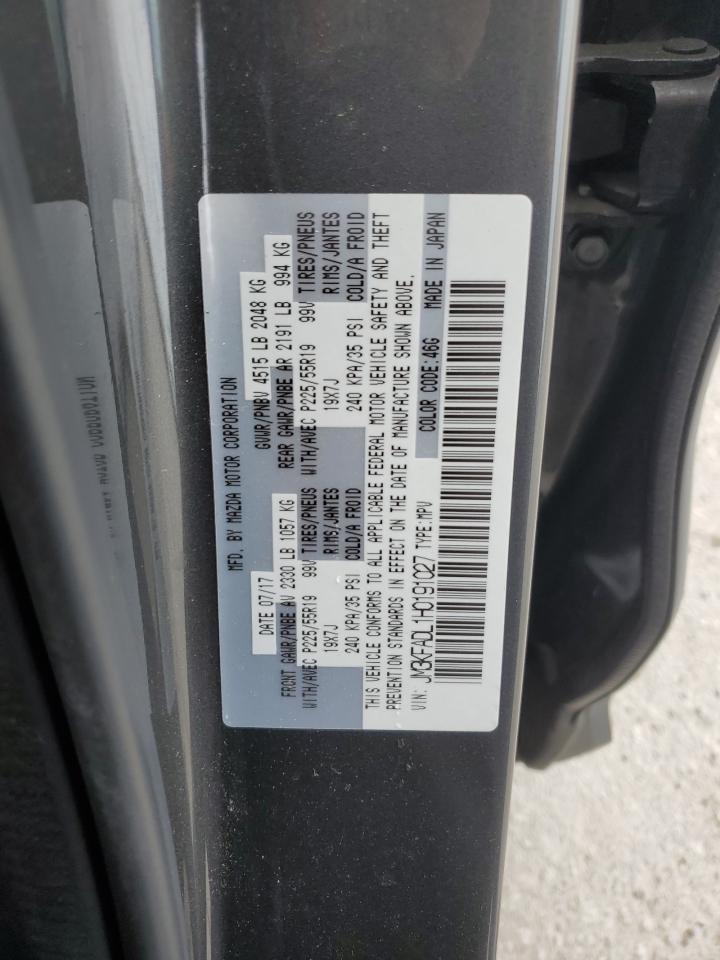 MFD. BY MAZDA MOTOR CORPORATION
DATE 07/17 GVWR/PNBV 4515 LB 2048 KG
FRONT GAWR/PNBE AV 2330 LB 1057 KG REAR GAWR/PNBE AR 2191 LB 994 KG
WITH/AVEC P225/55R19 99V TIRES/PNEUS WITH/AVEC P225/55R19 99V TIRES/PNEUS
19X7J RIMS/JANTES 19X7J RIMS/JANTES
240 KPA/35 PSI COLD/A FROID 240 KPA/35 PSI COLD/A FROID
THIS VEHICLE CONFORMS TO ALL APPLICABLE FEDERAL MOTOR VEHICLE SAFETY AND THEFT
PREVENTION STANDARDS IN EFFECT ON THE DATE OF MANUFACTURE SHOWN ABOVE.
VIN: JM3KFADL1H0191027 TYPE:MPV COLOR CODE:46G MADE IN JAPAN